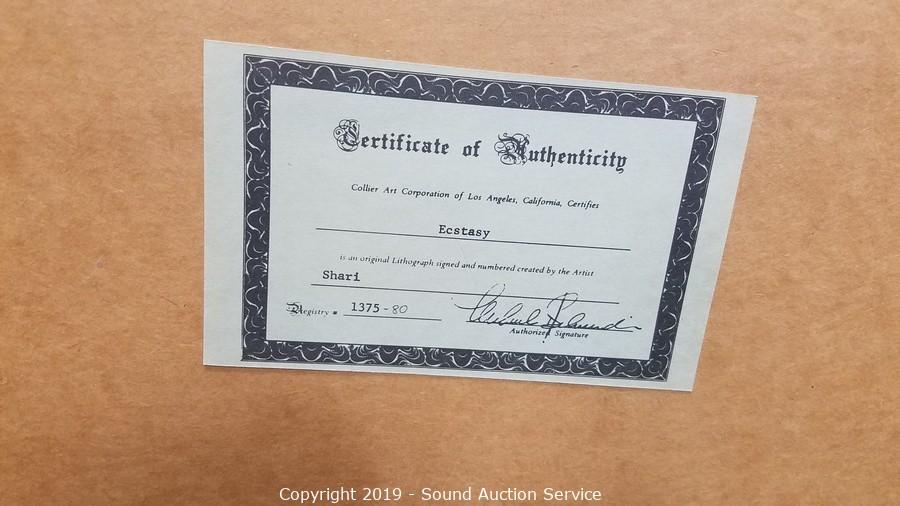 Certificate of Authenticity
Collier Art Corporation of Los Angeles, California, Certifies
Ecstasy
is an original Lithograph signed and numbered created by the Artist
Shari
Registry # 1375-80
Authorized Signature
Copyright 2019 - Sound Auction Service